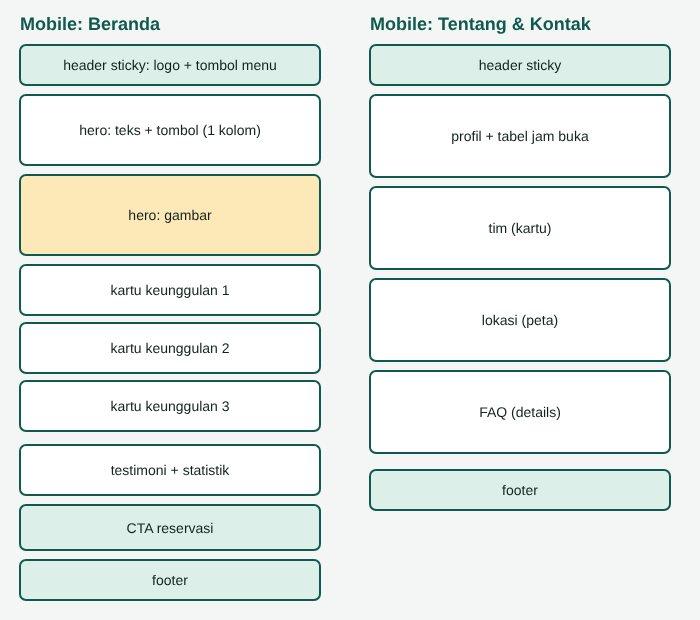 Mobile: Beranda
header sticky: logo + tombol menu
hero: teks + tombol (1 kolom)
hero: gambar
kartu keunggulan 1
kartu keunggulan 2
kartu keunggulan 3
testimoni + statistik
CTA reservasi
footer
Mobile: Tentang & Kontak
header sticky
profil + tabel jam buka
tim (kartu)
lokasi (peta)
FAQ (details)
footer